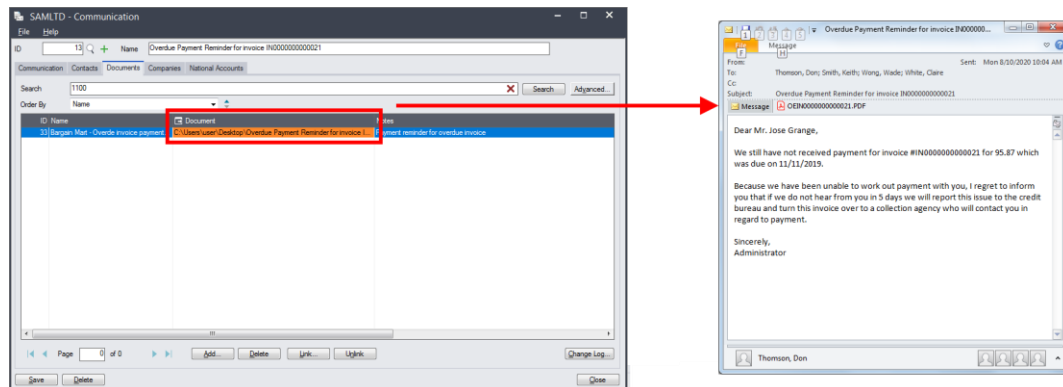 SAMLTD - Communication
File Help
ID 13 Name Overdue Payment Reminder for invoice IN0000000000021
Communication Contacts Documents Companies National Accounts
Search 1100 Search Advanced...
Order By Name
ID Name Document Notes
33 Bargain Mart - Overde invoice payment... C:\Users\user\Desktop\Overdue Payment Reminder for invoice I... Payment reminder for overdue invoice
Page 0 of 0 Add... Delete Link... Unlink Change Log...
Save Delete Close
1 2 3 4 5 Overdue Payment Reminder for invoice IN000000...
File Message
F H
From: Sent: Mon 8/10/2020 10:04 AM
To: Thomson, Don; Smith, Keith; Wong, Wade; White, Claire
Cc:
Subject: Overdue Payment Reminder for invoice IN0000000000021
Message OEIN0000000000021.PDF
Dear Mr. Jose Grange,
We still have not received payment for invoice #IN0000000000021 for 95.87 which
was due on 11/11/2019.
Because we have been unable to work out payment with you, I regret to inform
you that if we do not hear from you in 5 days we will report this issue to the credit
bureau and turn this invoice over to a collection agency who will contact you in
regard to payment.
Sincerely,
Administrator
Thomson, Don